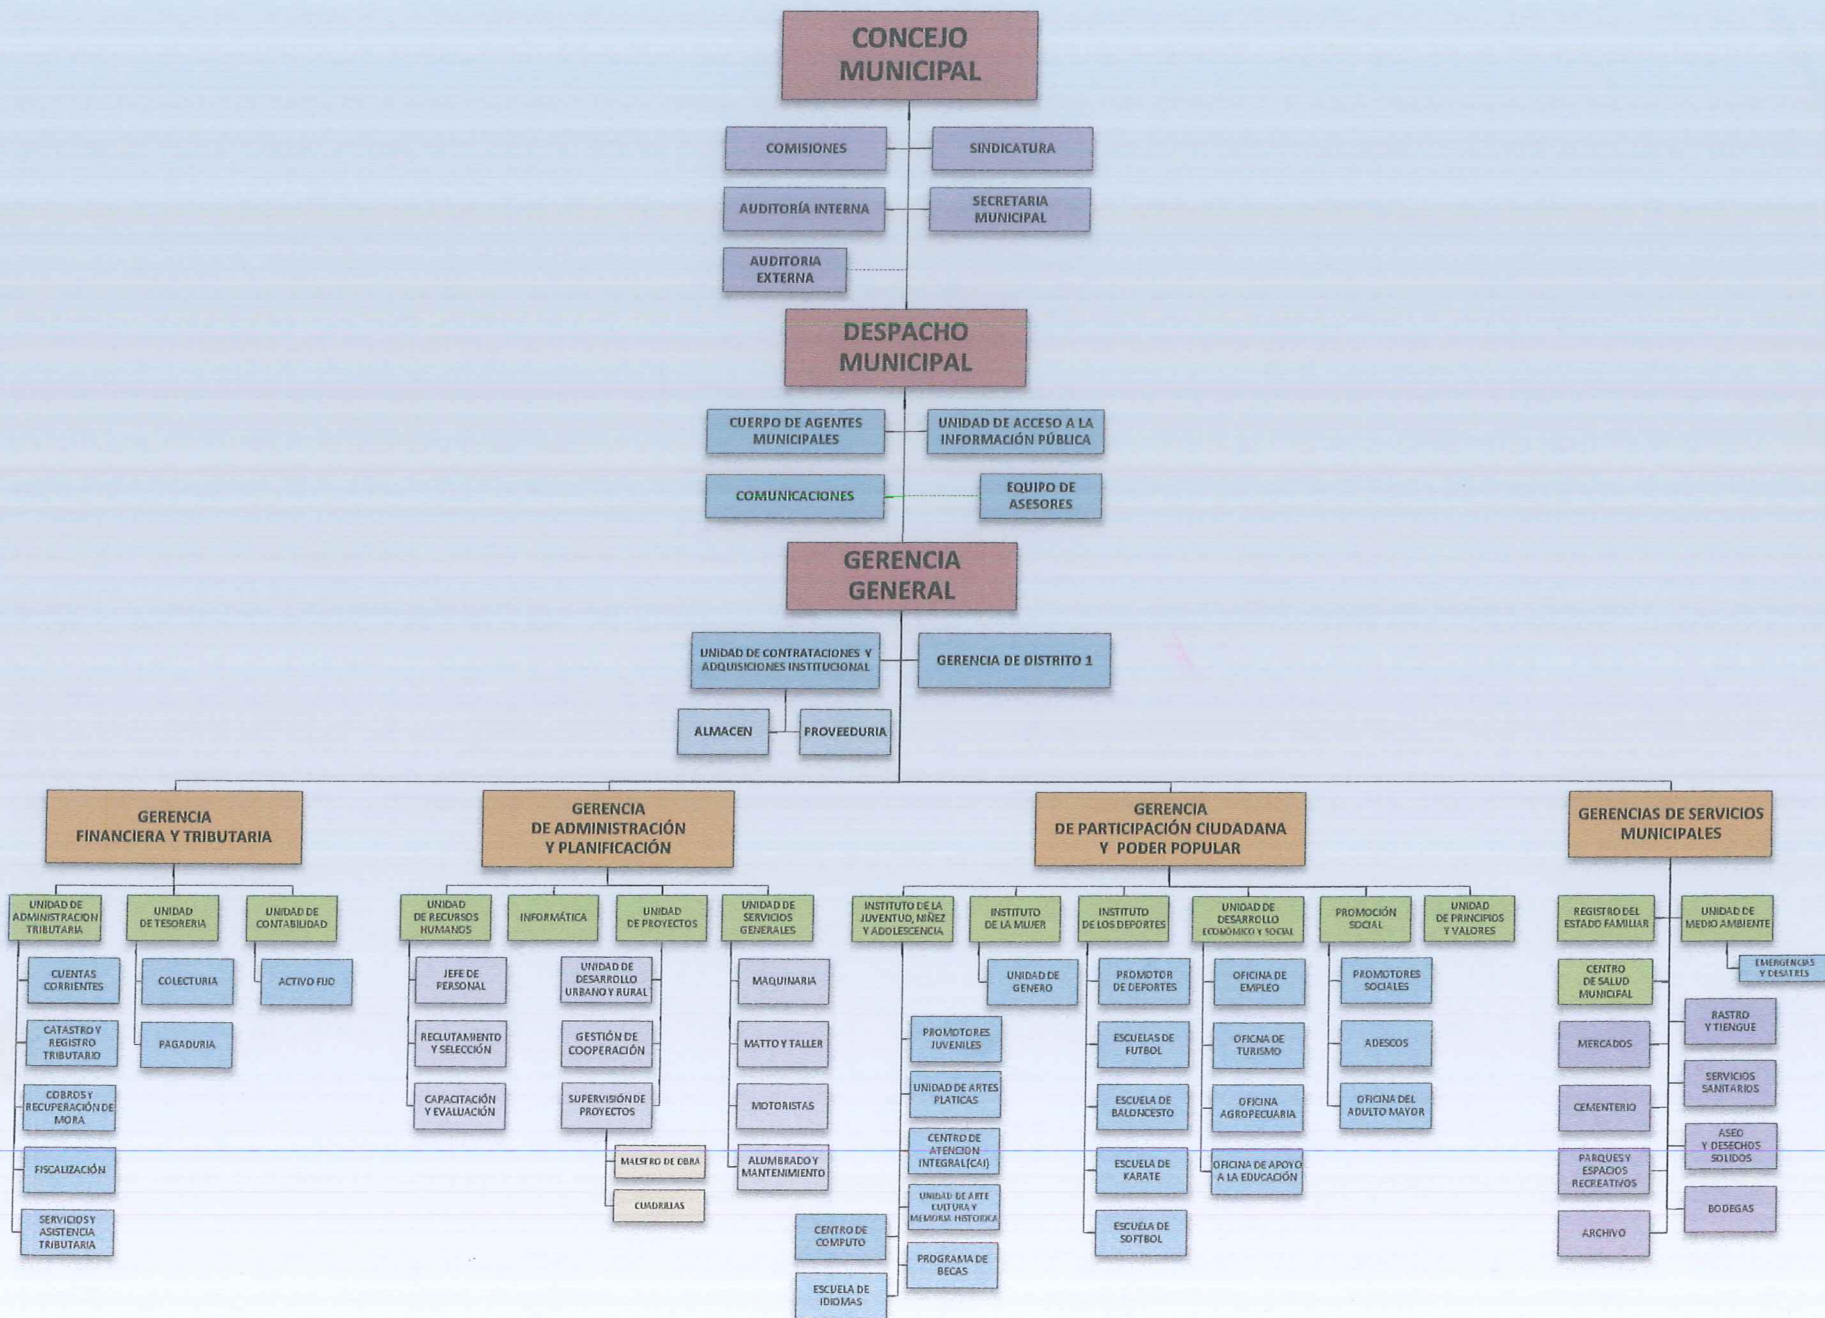 CONCEJO
MUNICIPAL
COMISIONES
SINDICATURA
AUDITORÍA INTERNA
SECRETARIA
MUNICIPAL
AUDITORIA
EXTERNA
DESPACHO
MUNICIPAL
CUERPO DE AGENTES
MUNICIPALES
UNIDAD DE ACCESO A LA
INFORMACIÓN PÚBLICA
COMUNICACIONES
EQUIPO DE
ASESORES
GERENCIA
GENERAL
UNIDAD DE CONTRATACIONES Y
ADQUISICIONES INSTITUCIONAL
GERENCIA DE DISTRITO 1
ALMACEN
PROVEEDURIA
GERENCIA
FINANCIERA Y TRIBUTARIA
GERENCIA
DE ADMINISTRACIÓN
Y PLANIFICACIÓN
GERENCIA
DE PARTICIPACIÓN CIUDADANA
Y PODER POPULAR
GERENCIAS DE SERVICIOS
MUNICIPALES
UNIDAD DE
ADMINISTRACION
TRIBUTARIA
UNIDAD
DE TESORERIA
UNIDAD DE
CONTABILIDAD
UNIDAD
DE RECURSOS
HUMANOS
INFORMÁTICA
UNIDAD
DE PROYECTOS
UNIDAD DE
SERVICIOS
GENERALES
INSTITUTO DE LA
JUVENTUD, NIÑEZ
Y ADOLESCENCIA
INSTITUTO
DE LA MUJER
INSTITUTO
DE LOS DEPORTES
UNIDAD DE
DESARROLLO
ECONÓMICO Y SOCIAL
PROMOCIÓN
SOCIAL
UNIDAD
DE PRINCIPIOS
Y VALORES
REGISTRO DEL
ESTADO FAMILIAR
UNIDAD DE
MEDIO AMBIENTE
CUENTAS
CORRIENTES
COLECTURIA
ACTIVO FIJO
JEFE DE
PERSONAL
UNIDAD DE
DESARROLLO
URBANO Y RURAL
MAQUINARIA
UNIDAD DE
GENERO
PROMOTOR
DE DEPORTES
OFICINA DE
EMPLEO
PROMOTORES
SOCIALES
CENTRO
DE SALUD
MUNICIPAL
EMERGENCIAS
Y DESATRES
CATASTRO Y
REGISTRO
TRIBUTARIO
PAGADURIA
RECLUTAMIENTO
Y SELECCIÓN
GESTIÓN DE
COOPERACIÓN
MATTO Y TALLER
PROMOTORES
JUVENILES
ESCUELAS DE
FUTBOL
OFICINA DE
TURISMO
ADESCOS
MERCADOS
RASTRO
Y TIENGUE
COBROS Y
RECUPERACIÓN DE
MORA
CAPACITACIÓN
Y EVALUACIÓN
SUPERVISIÓN DE
PROYECTOS
MOTORISTAS
UNIDAD DE ARTES
PLATICAS
ESCUELA DE
BALONCESTO
OFICINA
AGROPECUARIA
OFICINA DEL
ADULTO MAYOR
CEMENTERIO
SERVICIOS
SANITARIOS
FISCALIZACIÓN
MAESTRO DE OBRA
ALUMBRADO Y
MANTENIMIENTO
CENTRO DE
ATENCION
INTEGRAL(CAI)
ESCUELA DE
KARATE
OFICINA DE APOYO
A LA EDUCACIÓN
PARQUES Y
ESPACIOS
RECREATIVOS
ASEO
Y DESECHOS
SOLIDOS
CUADRILLAS
UNIDAD DE ARTE
CULTURA Y
MEMORIA HISTORICA
SERVICIOS Y
ASISTENCIA
TRIBUTARIA
CENTRO DE
COMPUTO
ESCUELA DE
SOFTBOL
ARCHIVO
BODEGAS
PROGRAMA DE
BECAS
ESCUELA DE
IDIOMAS